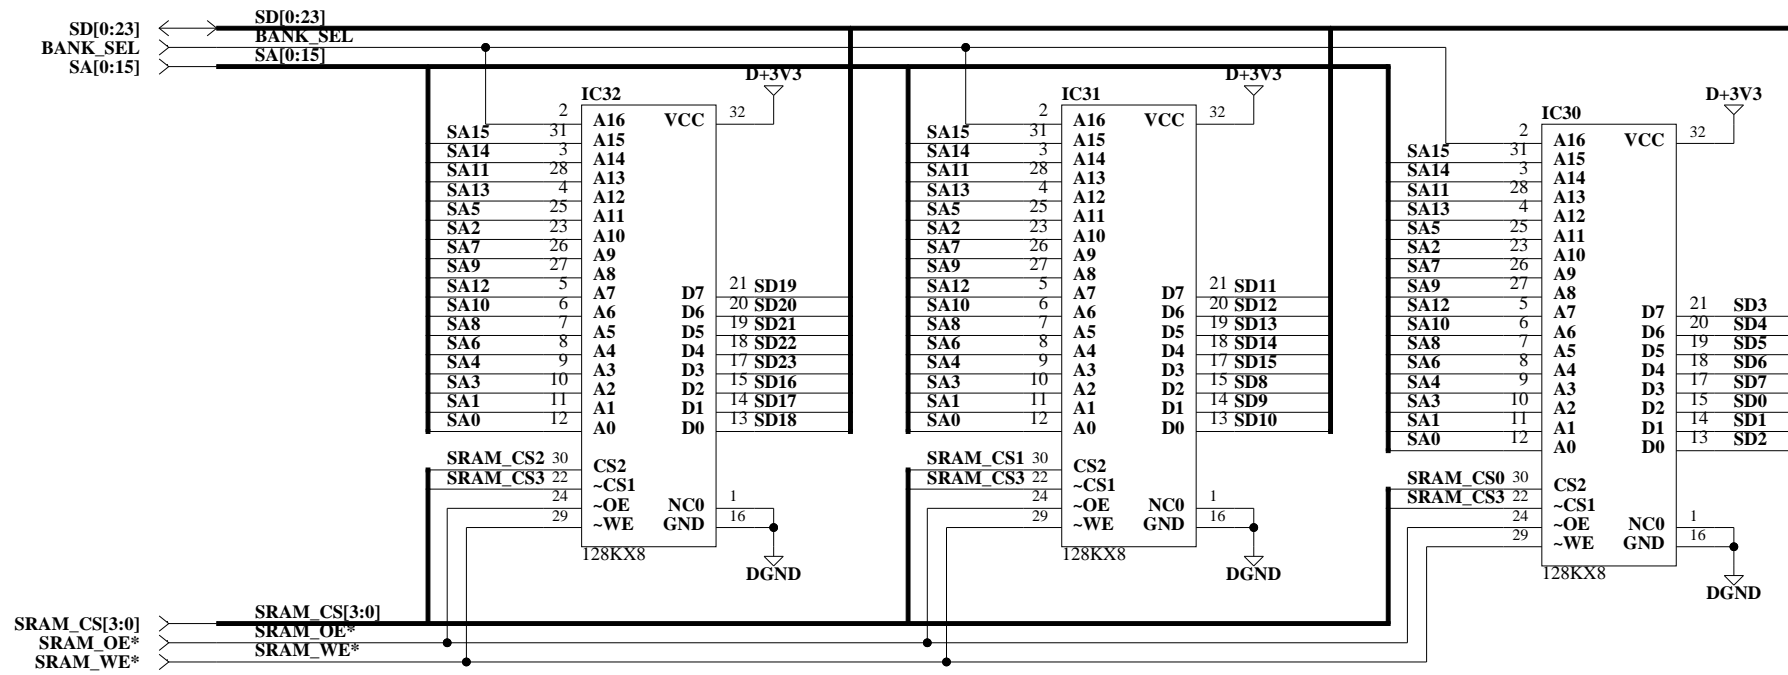 SD[0:23]
BANK_SEL
SA[0:15]
SD[0:23]
BANK_SEL
SA[0:15]
D+3V3
IC32
2 A16 VCC 32
SA15 31 A15
SA14 3 A14
SA11 28 A13
SA13 4 A12
SA5 25 A11
SA2 23 A10
SA7 26 A9
SA9 27 A8
SA12 5 A7 D7 21 SD19
SA10 6 A6 D6 20 SD20
SA8 7 A5 D5 19 SD21
SA6 8 A4 D4 18 SD22
SA4 9 A3 D3 17 SD23
SA3 10 A2 D2 15 SD16
SA1 11 A1 D1 14 SD17
SA0 12 A0 D0 13 SD18
SRAM_CS2 30 CS2
SRAM_CS3 22 ~CS1
24 ~OE NC0 1
29 ~WE GND 16
128KX8
DGND
D+3V3
IC31
2 A16 VCC 32
SA15 31 A15
SA14 3 A14
SA11 28 A13
SA13 4 A12
SA5 25 A11
SA2 23 A10
SA7 26 A9
SA9 27 A8
SA12 5 A7 D7 21 SD11
SA10 6 A6 D6 20 SD12
SA8 7 A5 D5 19 SD13
SA6 8 A4 D4 18 SD14
SA4 9 A3 D3 17 SD15
SA3 10 A2 D2 15 SD8
SA1 11 A1 D1 14 SD9
SA0 12 A0 D0 13 SD10
SRAM_CS1 30 CS2
SRAM_CS3 22 ~CS1
24 ~OE NC0 1
29 ~WE GND 16
128KX8
DGND
D+3V3
IC30
2 A16 VCC 32
SA15 31 A15
SA14 3 A14
SA11 28 A13
SA13 4 A12
SA5 25 A11
SA2 23 A10
SA7 26 A9
SA9 27 A8
SA12 5 A7 D7 21 SD3
SA10 6 A6 D6 20 SD4
SA8 7 A5 D5 19 SD5
SA6 8 A4 D4 18 SD6
SA4 9 A3 D3 17 SD7
SA3 10 A2 D2 15 SD0
SA1 11 A1 D1 14 SD1
SA0 12 A0 D0 13 SD2
SRAM_CS0 30 CS2
SRAM_CS3 22 ~CS1
24 ~OE NC0 1
29 ~WE GND 16
128KX8
DGND
SRAM_CS[3:0]
SRAM_OE*
SRAM_WE*
SRAM_CS[3:0]
SRAM_OE*
SRAM_WE*